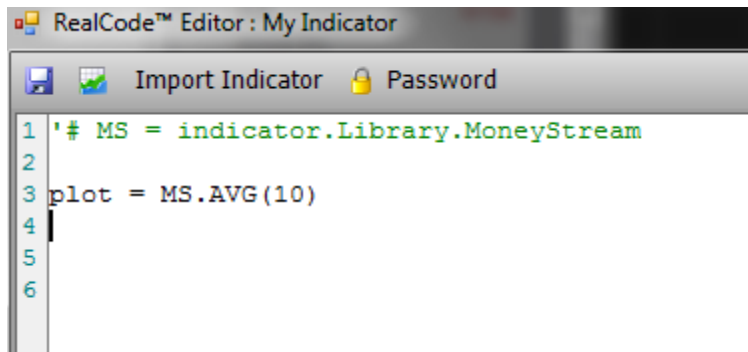 RealCode™ Editor : My Indicator
Import Indicator Password
1 '# MS = indicator.Library.MoneyStream
2
3 plot = MS.AVG(10)
4
5
6